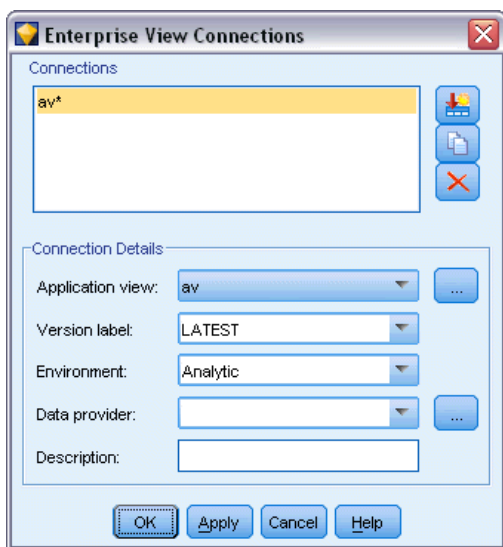 Enterprise View Connections
Connections
av*
Connection Details
Application view: av ...
Version label: LATEST
Environment: Analytic
Data provider: ...
Description:
OK Apply Cancel Help